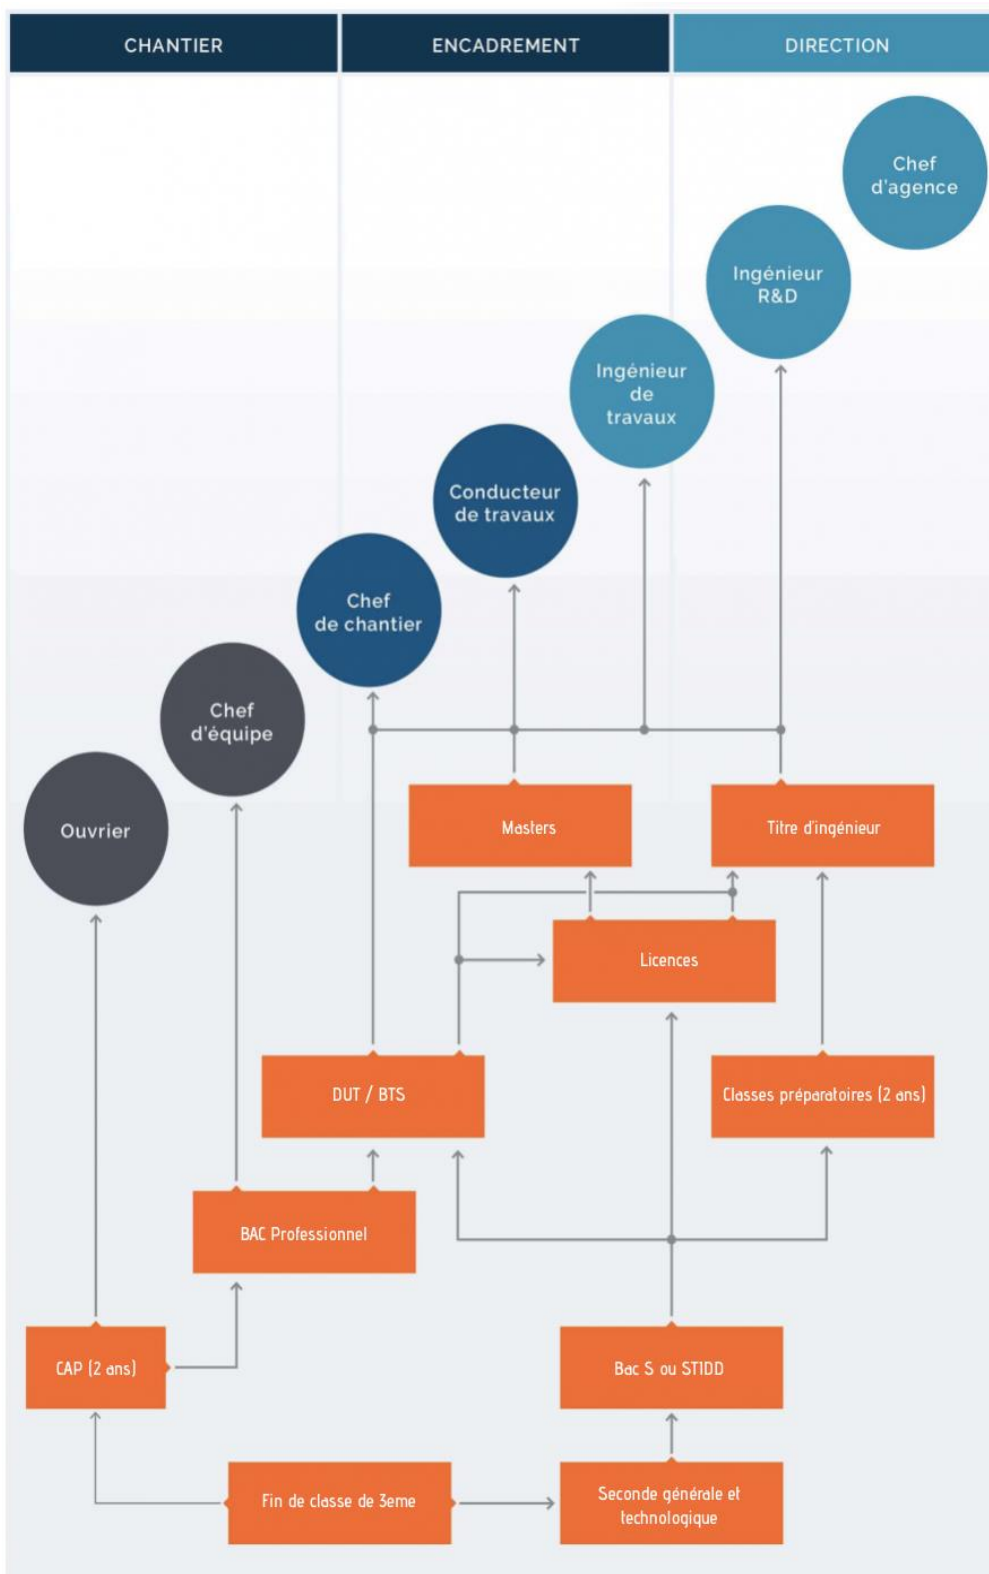 CHANTIER
ENCADREMENT
DIRECTION
Chef
d'agence
Ingénieur
R&D
Ingénieur
de
travaux
Conducteur
de travaux
Chef
de chantier
Chef
d'équipe
Ouvrier
Masters
Titre d'ingénieur
Licences
DUT / BTS
Classes préparatoires (2 ans)
BAC Professionnel
CAP (2 ans)
Bac S ou STIDD
Fin de classe de 3eme
Seconde générale et
technologique